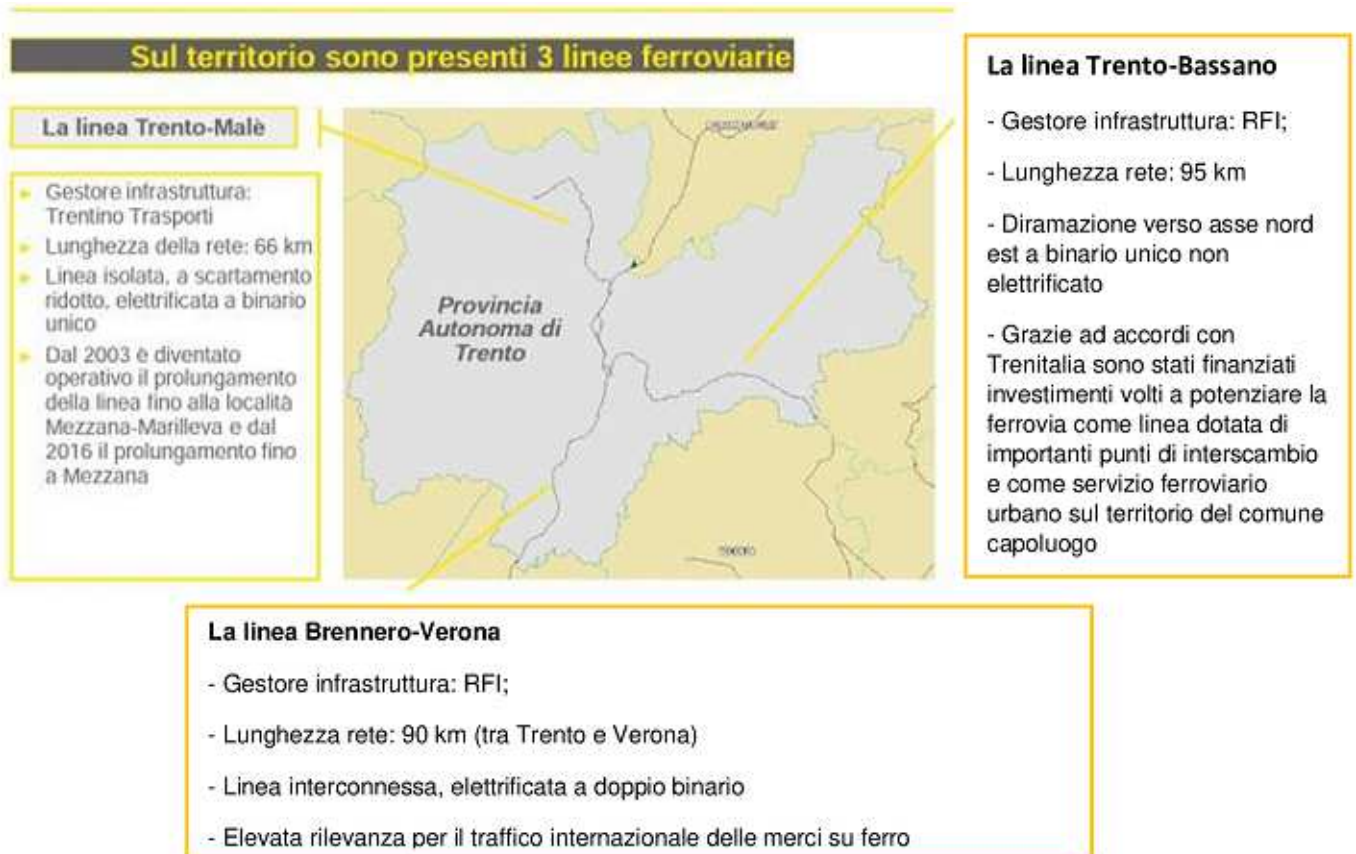 Sul territorio sono presenti 3 linee ferroviarie
La linea Trento-Malè
Gestore infrastruttura:
Trentino Trasporti
Lunghezza della rete: 66 km
Linea isolata, a scartamento
ridotto, elettrificata a binario
unico
Dal 2003 è diventato
operativo il prolungamento
della linea fino alla località
Mezzana-Marilleva e dal
2016 il prolungamento fino
a Mezzana
Provincia
Autonoma di
Trento
La linea Trento-Bassano
- Gestore infrastruttura: RFI;
- Lunghezza rete: 95 km
- Diramazione verso asse nord
est a binario unico non
elettrificato
- Grazie ad accordi con
Trenitalia sono stati finanziati
investimenti volti a potenziare la
ferrovia come linea dotata di
importanti punti di interscambio
e come servizio ferroviario
urbano sul territorio del comune
capoluogo
La linea Brennero-Verona
- Gestore infrastruttura: RFI;
- Lunghezza rete: 90 km (tra Trento e Verona)
- Linea interconnessa, elettrificata a doppio binario
- Elevata rilevanza per il traffico internazionale delle merci su ferro